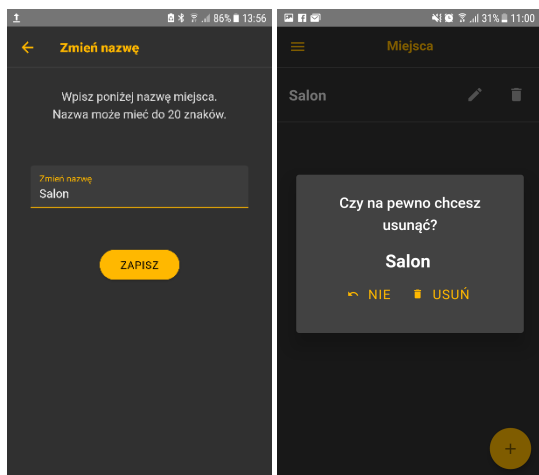 86% 13:56
Zmień nazwę
Wpisz poniżej nazwę miejsca.
Nazwa może mieć do 20 znaków.
Zmień nazwę
Salon
ZAPISZ
31% 11:00
Miejsca
Salon
Czy na pewno chcesz
usunąć?
Salon
NIE USUŃ